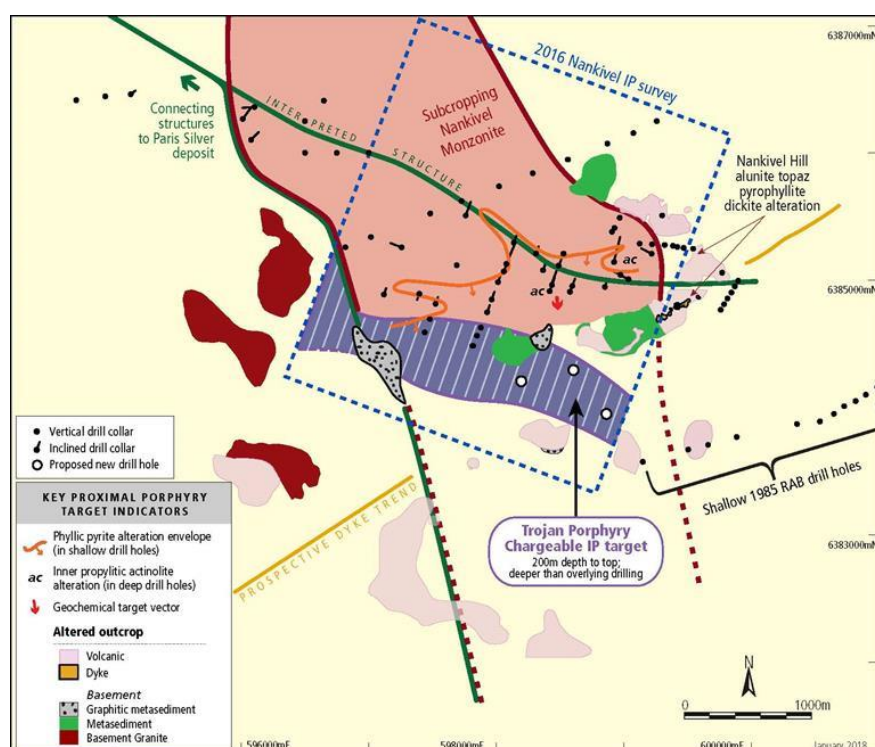 6387000mN
2016 Nankivel IP survey
Connecting
structures
to Paris Silver
deposit
INTERPRETED
STRUCTURE
Subcropping
Nankivel
Monzonite
Nankivel Hill
alunite topaz
pyrophyllite
dickite alteration
ac
ac
6385000mN
Vertical drill collar
Inclined drill collar
Proposed new drill hole
Shallow 1985 RAB drill holes
KEY PROXIMAL PORPHYRY
TARGET INDICATORS
Phyllic pyrite alteration envelope
(in shallow drill holes)
ac
Inner propylitic actinolite
alteration (in deep drill holes)
Geochemical target vector
Altered outcrop
Volcanic
Dyke
Basement
Graphitic metasediment
Metasediment
Basement Granite
PROSPECTIVE DYKE TREND
Trojan Porphyry
Chargeable IP target
200m depth to top;
deeper than overlying drilling
6383000mN
N
0 1000m
596000mE
598000mE
600000mE
January 2018